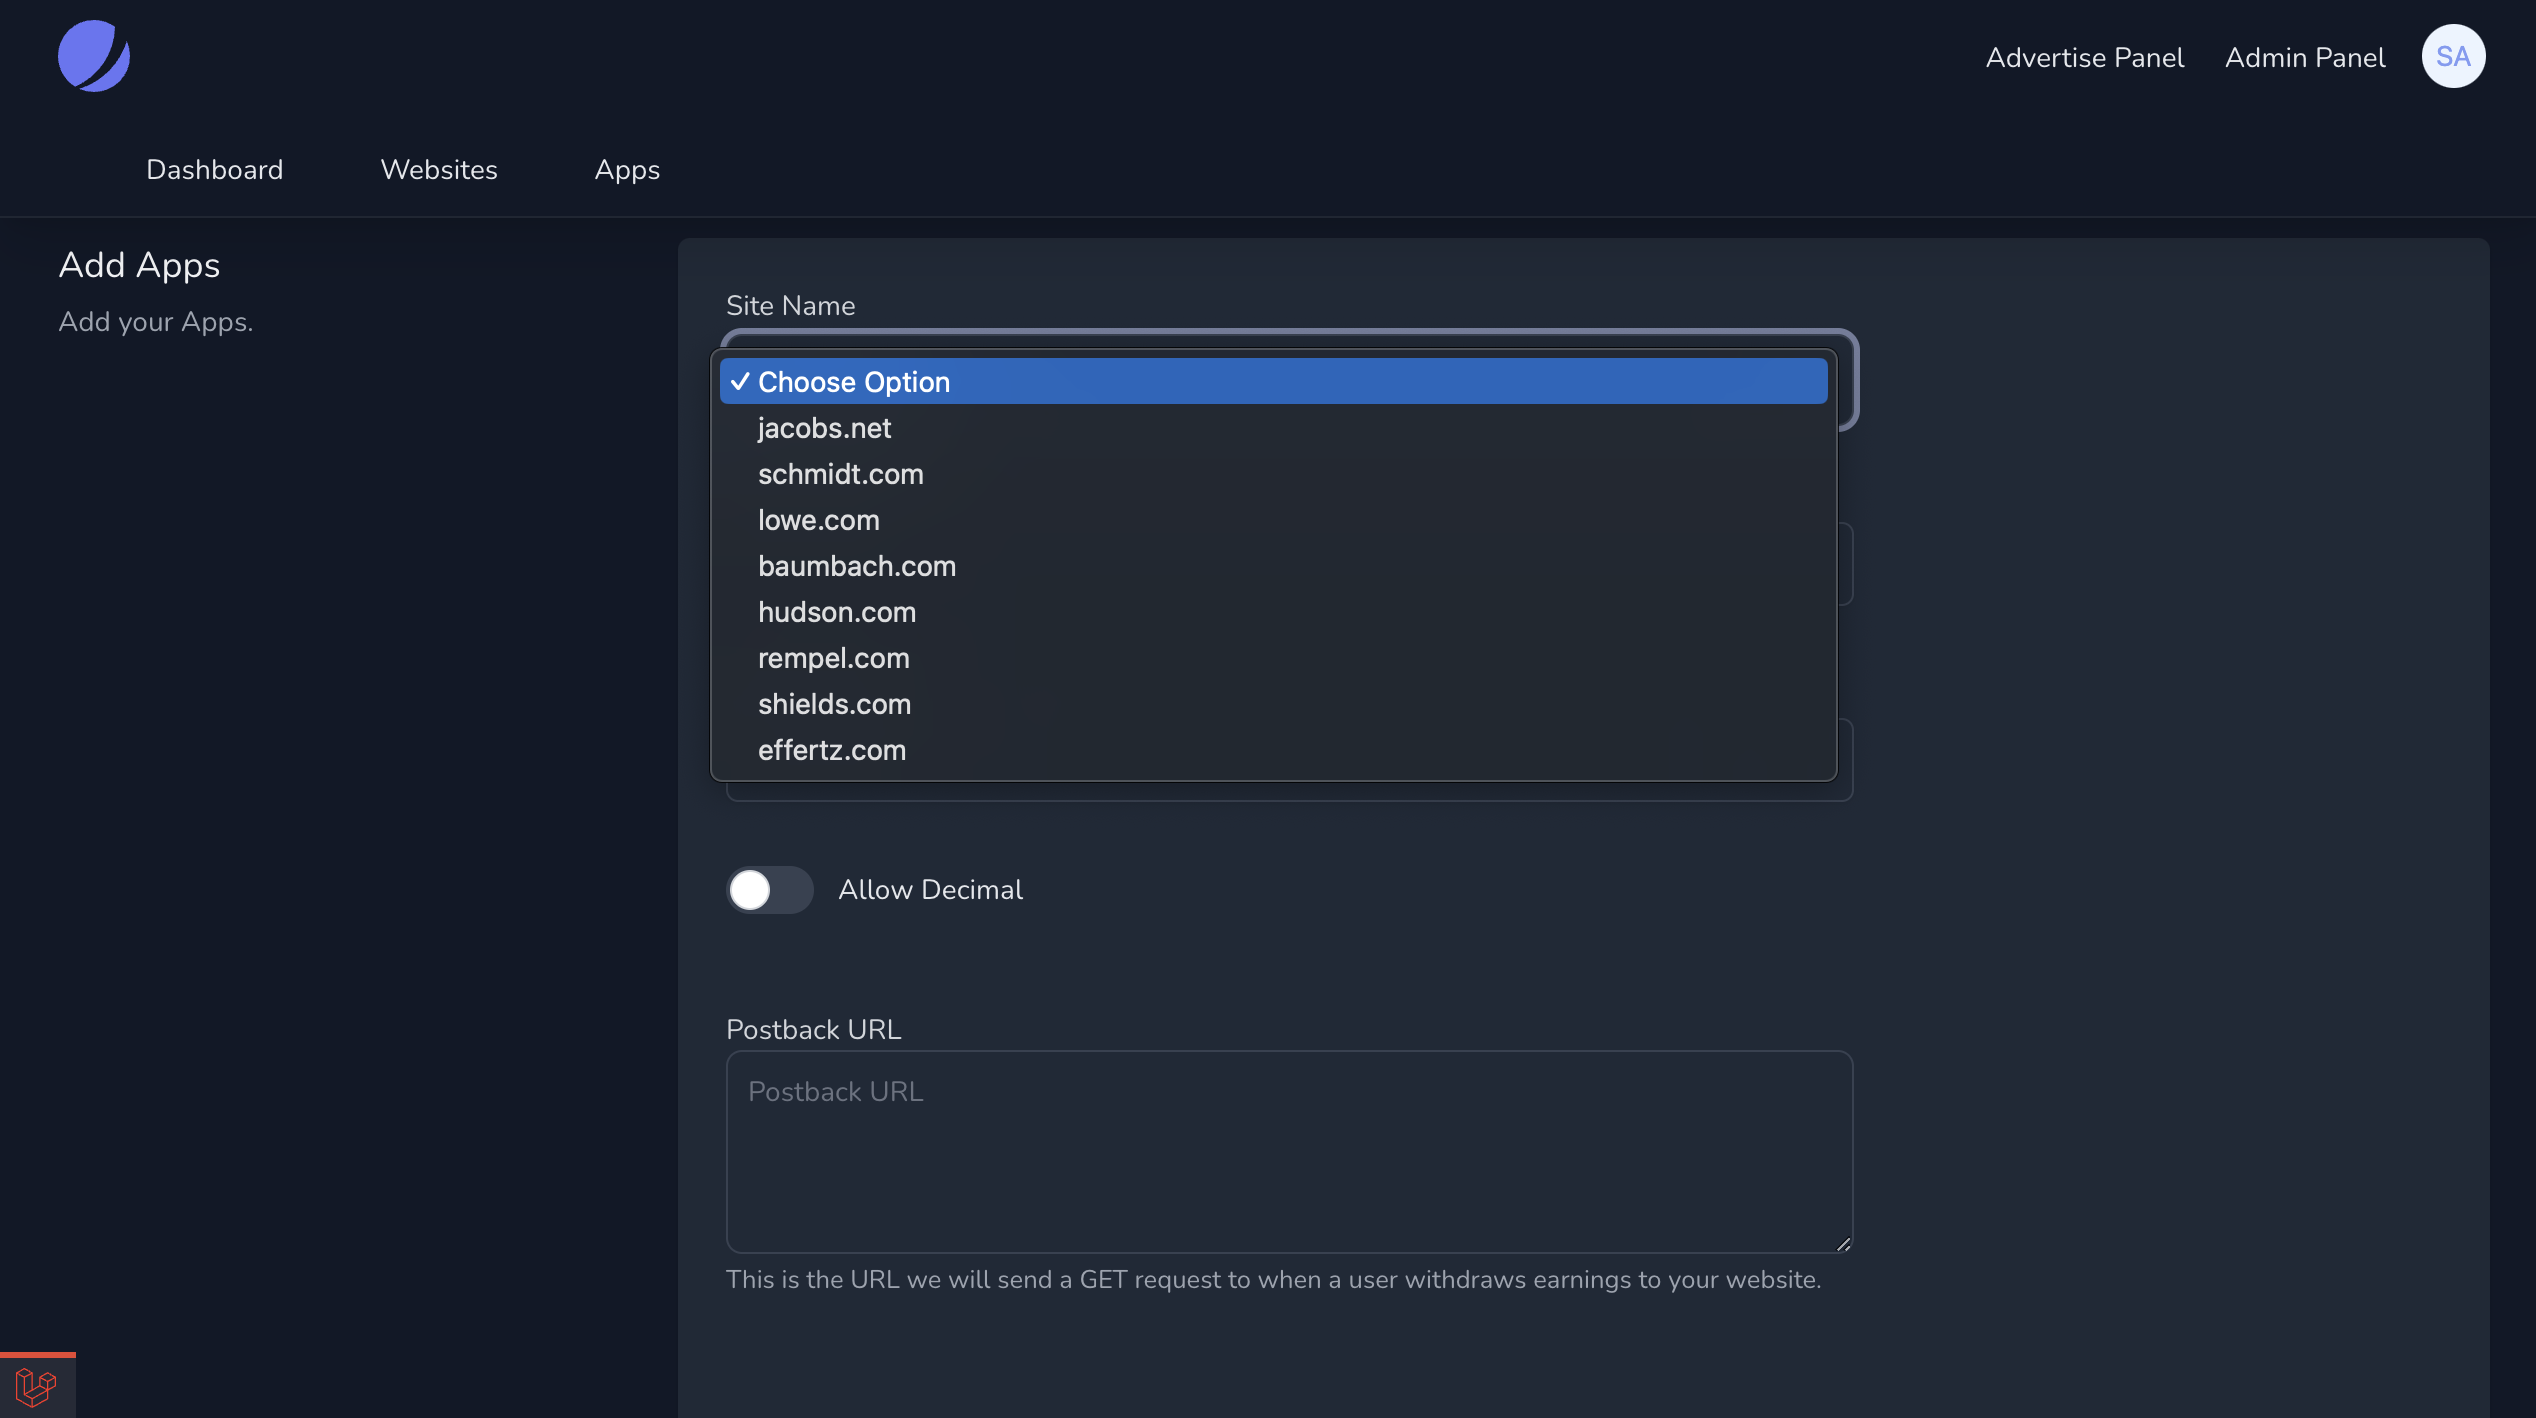 Advertise Panel Admin Panel SA
Dashboard Websites Apps
Add Apps
Add your Apps.
Site Name
✓ Choose Option
jacobs.net
schmidt.com
lowe.com
baumbach.com
hudson.com
rempel.com
shields.com
effertz.com
Allow Decimal
Postback URL
Postback URL
This is the URL we will send a GET request to when a user withdraws earnings to your website.